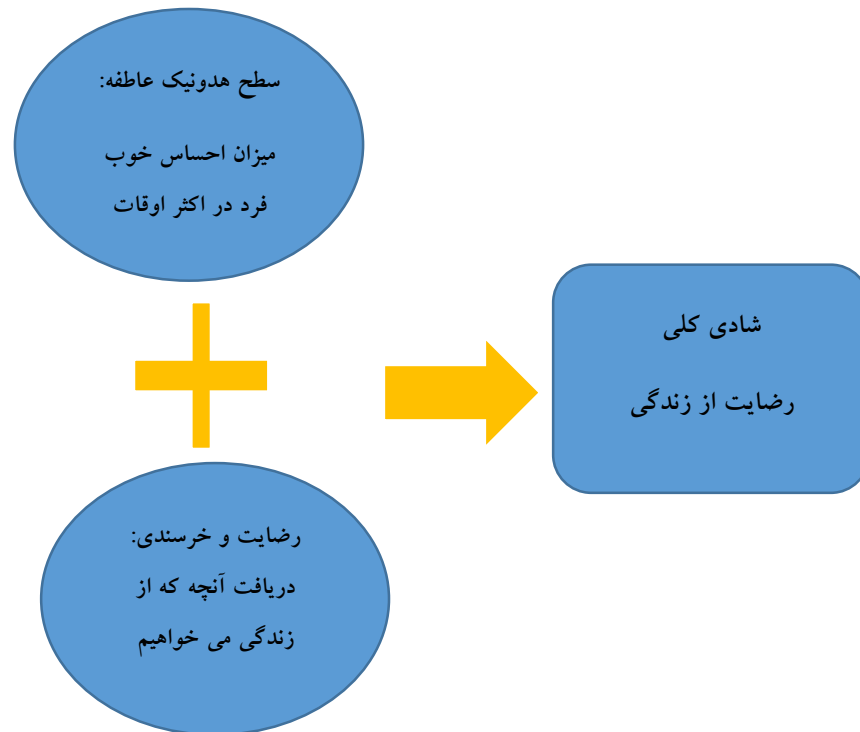 سطح هدونیک عاطفه:
میزان احساس خوب
فرد در اکثر اوقات
شادی کلی
رضایت از زندگی
رضایت و خرسندی:
دریافت آنچه که از
زندگی می خواهیم